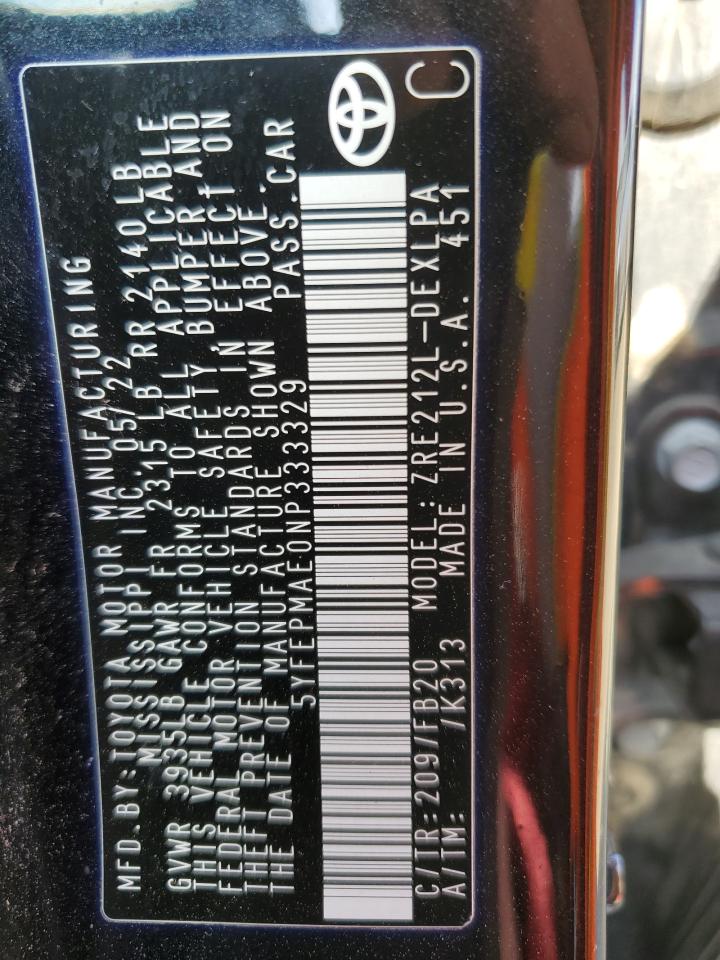 MFD.BY:TOYOTA MOTOR MANUFACTURING
MISSISSIPPI INC. 05/22
GVWR 3935LB GAWR FR 2315 LB RR 2140LB
THIS VEHICLE CONFORMS TO ALL APPLICABLE
FEDERAL MOTOR VEHICLE SAFETY, BUMPER AND
THEFT PREVENTION STANDARDS IN EFFECT ON
THE DATE OF MANUFACTURE SHOWN ABOVE.
5YFEPMAE0NP333329 PASS.CAR
C/TR:209/FB20 MODEL:ZRE212L-DEXLPA
A/TM: /K313 MADE IN U.S.A. 451
C